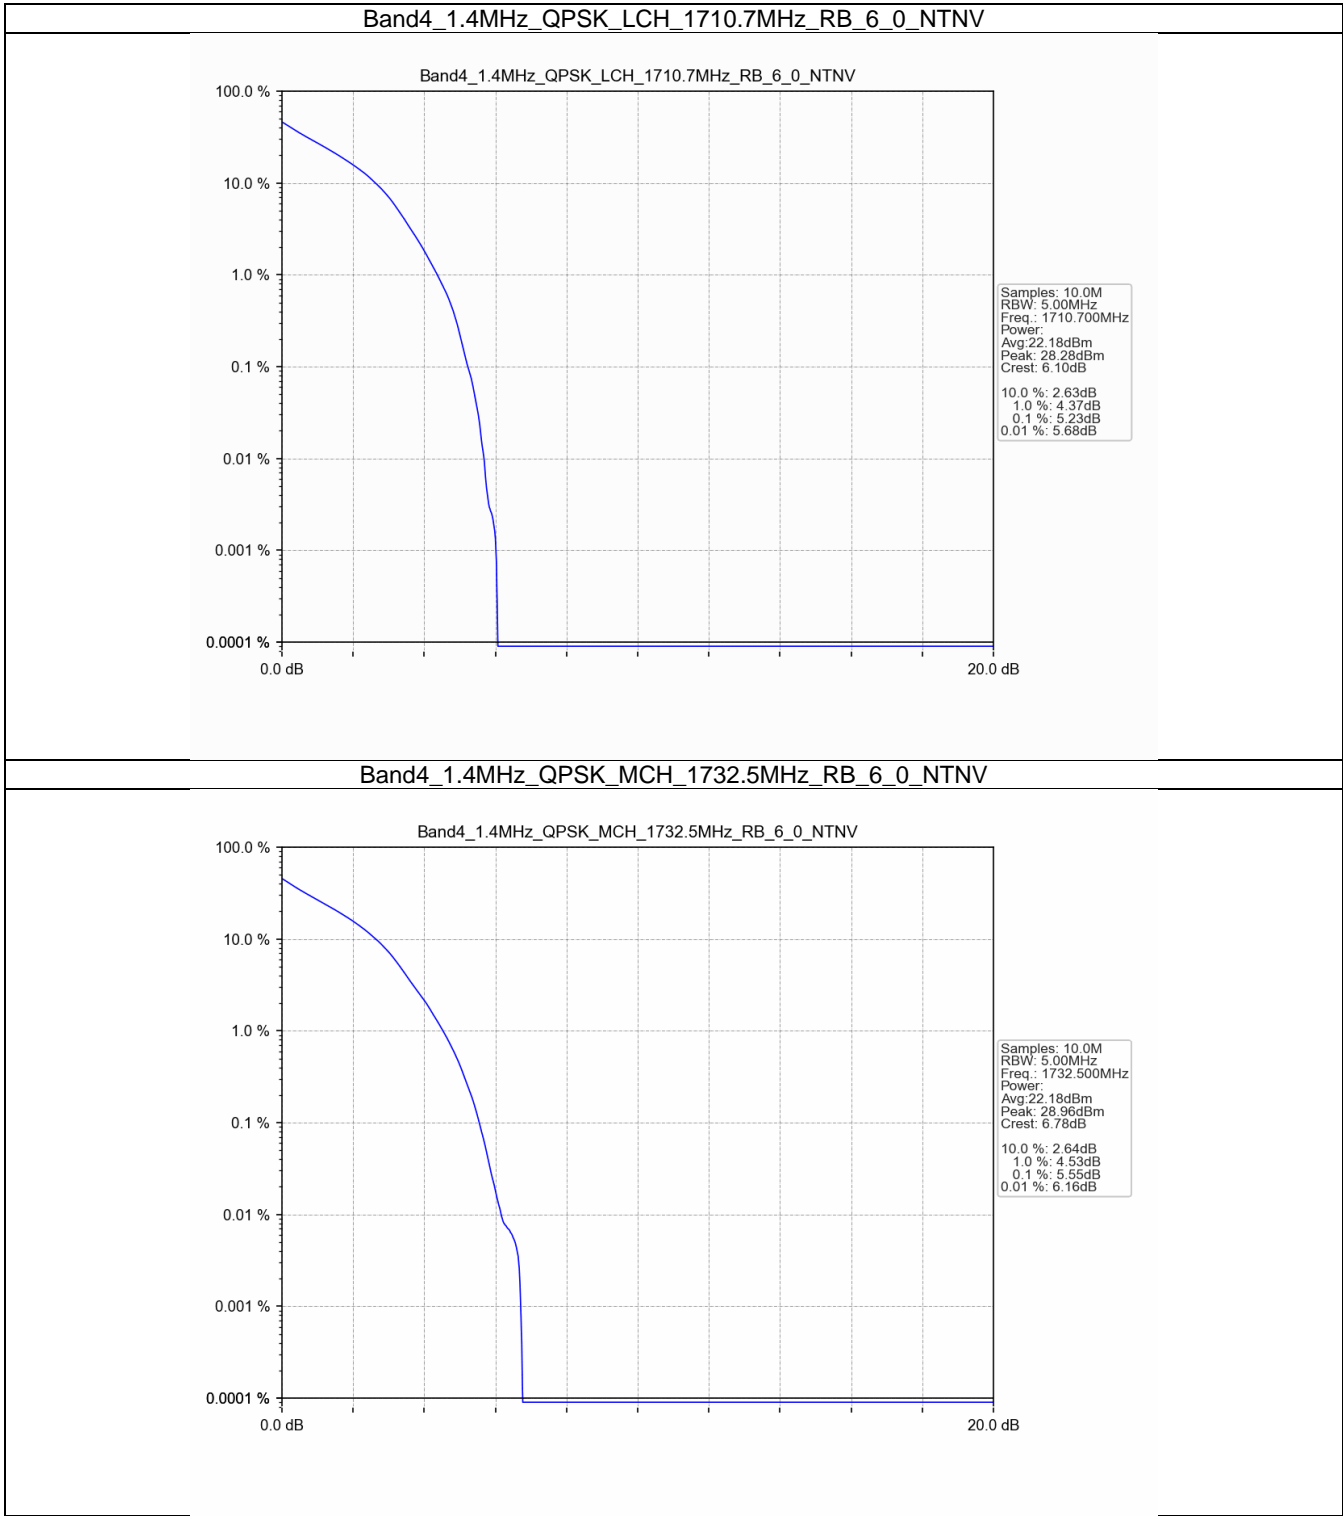 Band4_1.4MHz_QPSK_LCH_1710.7MHz_RB_6_0_NTNV
Band4_1.4MHz_QPSK_LCH_1710.7MHz_RB_6_0_NTNV
100.0 %
10.0 %
1.0 %
0.1 %
0.01 %
0.001 %
0.0001 %
0.0 dB
20.0 dB
Samples: 10.0M
RBW: 5.00MHz
Freq.: 1710.700MHz
Power:
Avg:22.18dBm
Peak: 28.28dBm
Crest: 6.10dB
10.0 %: 2.63dB
1.0 %: 4.37dB
0.1 %: 5.23dB
0.01 %: 5.68dB
Band4_1.4MHz_QPSK_MCH_1732.5MHz_RB_6_0_NTNV
Band4_1.4MHz_QPSK_MCH_1732.5MHz_RB_6_0_NTNV
100.0 %
10.0 %
1.0 %
0.1 %
0.01 %
0.001 %
0.0001 %
0.0 dB
20.0 dB
Samples: 10.0M
RBW: 5.00MHz
Freq.: 1732.500MHz
Power:
Avg:22.18dBm
Peak: 28.96dBm
Crest: 6.78dB
10.0 %: 2.64dB
1.0 %: 4.53dB
0.1 %: 5.55dB
0.01 %: 6.16dB